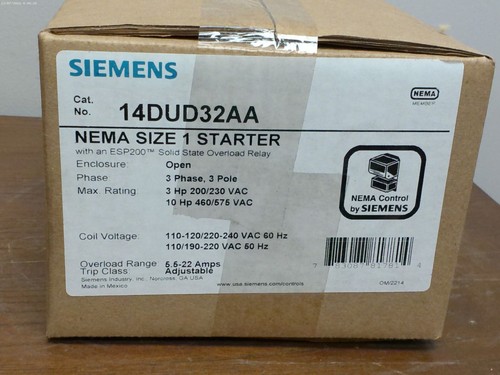 SIEMENS
Cat. No. 14DUD32AA
NEMA
NEMA SIZE 1 STARTER
with an ESP200™ Solid State Overload Relay
Enclosure: Open
Phase: 3 Phase, 3 Pole
Max. Rating: 3 Hp 200/230 VAC
10 Hp 460/575 VAC
NEMA Control
by SIEMENS
Coil Voltage: 110-120/220-240 VAC 60 Hz
110/190-220 VAC 50 Hz
Overload Range 5.5-22 Amps
Trip Class Adjustable
Siemens Industry, Inc. Norcross, GA USA
Made in Mexico
www.usa.siemens.com/controls
OM/2214